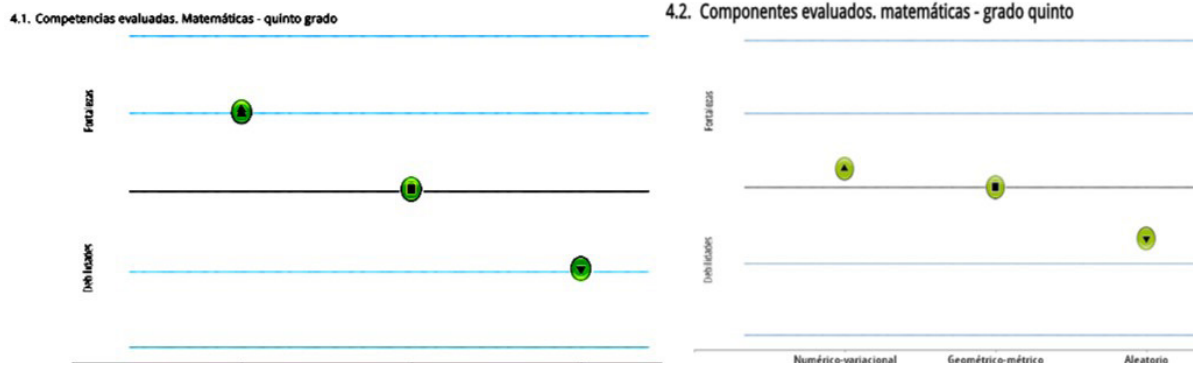 4.1. Competencias evaluadas. Matemáticas - quinto grado
Fortalezas
Debilidades
4.2. Componentes evaluados. matemáticas - grado quinto
Fortalezas
Debilidades
Numérico-variacional
Geométrico-métrico
Aleatorio